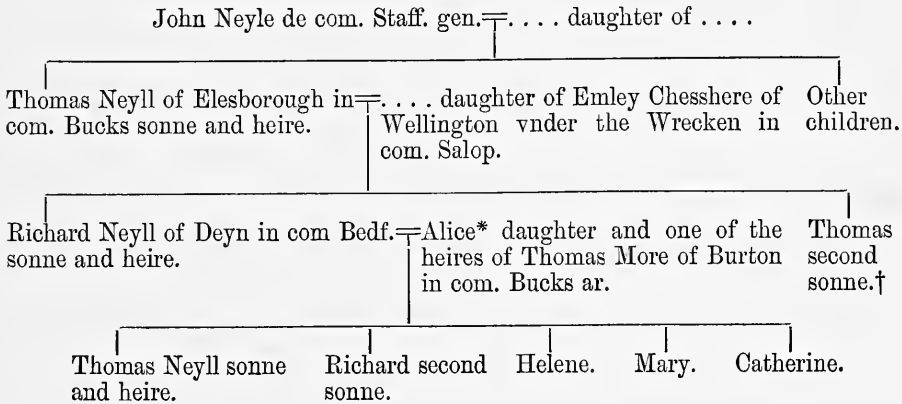 John Neyle de com. Staff. gen.=. . . . daughter of . . . .
Thomas Neyll of Elesborough in=. . . . daughter of Emley Chesshere of
com. Bucks sonne and heire.
Wellington vnder the Wrecken in
com. Salop.
Other
children.
Richard Neyll of Deyn in com Bedf.=Alice* daughter and one of the
sonne and heire.
heires of Thomas More of Burton
in com. Bucks ar.
Thomas
second
sonne.†
Thomas Neyll sonne
and heire.
Richard second
sonne.
Helene.
Mary.
Catherine.